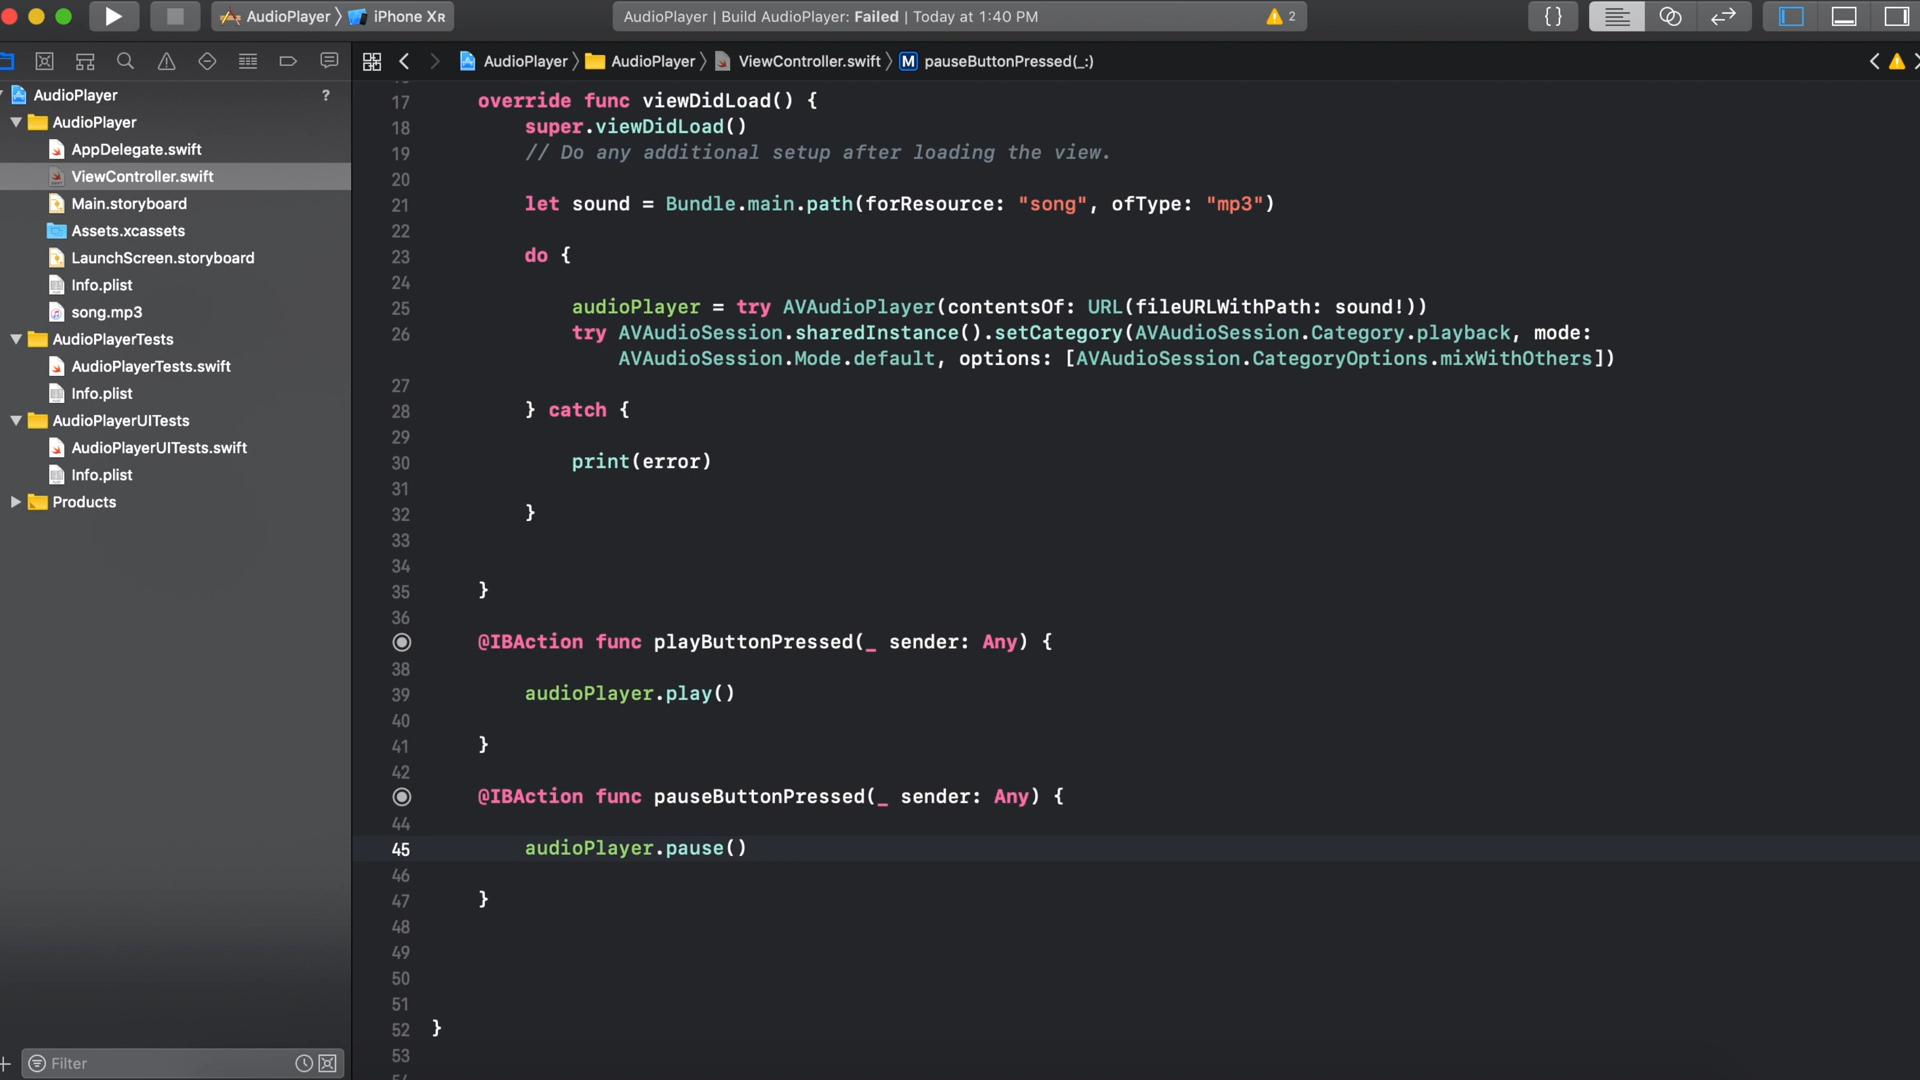 AudioPlayer 〉 iPhone XR
AudioPlayer | Build AudioPlayer: Failed | Today at 1:40 PM
2
{}
AudioPlayer 〉 AudioPlayer 〉 ViewController.swift 〉 M pauseButtonPressed(_:)
AudioPlayer ?
AudioPlayer
AppDelegate.swift
ViewController.swift
Main.storyboard
Assets.xcassets
LaunchScreen.storyboard
Info.plist
song.mp3
AudioPlayerTests
AudioPlayerTests.swift
Info.plist
AudioPlayerUITests
AudioPlayerUITests.swift
Info.plist
Products
Filter
17 override func viewDidLoad() {
18 super.viewDidLoad()
19 // Do any additional setup after loading the view.
20
21 let sound = Bundle.main.path(forResource: "song", ofType: "mp3")
22
23 do {
24
25 audioPlayer = try AVAudioPlayer(contentsOf: URL(fileURLWithPath: sound!))
26 try AVAudioSession.sharedInstance().setCategory(AVAudioSession.Category.playback, mode:
AVAudioSession.Mode.default, options: [AVAudioSession.CategoryOptions.mixWithOthers])
27
28 } catch {
29
30 print(error)
31
32 }
33
34
35 }
36
@IBAction func playButtonPressed(_ sender: Any) {
38
39 audioPlayer.play()
40
41 }
42
@IBAction func pauseButtonPressed(_ sender: Any) {
44
45 audioPlayer.pause()
46
47 }
48
49
50
51
52 }
53